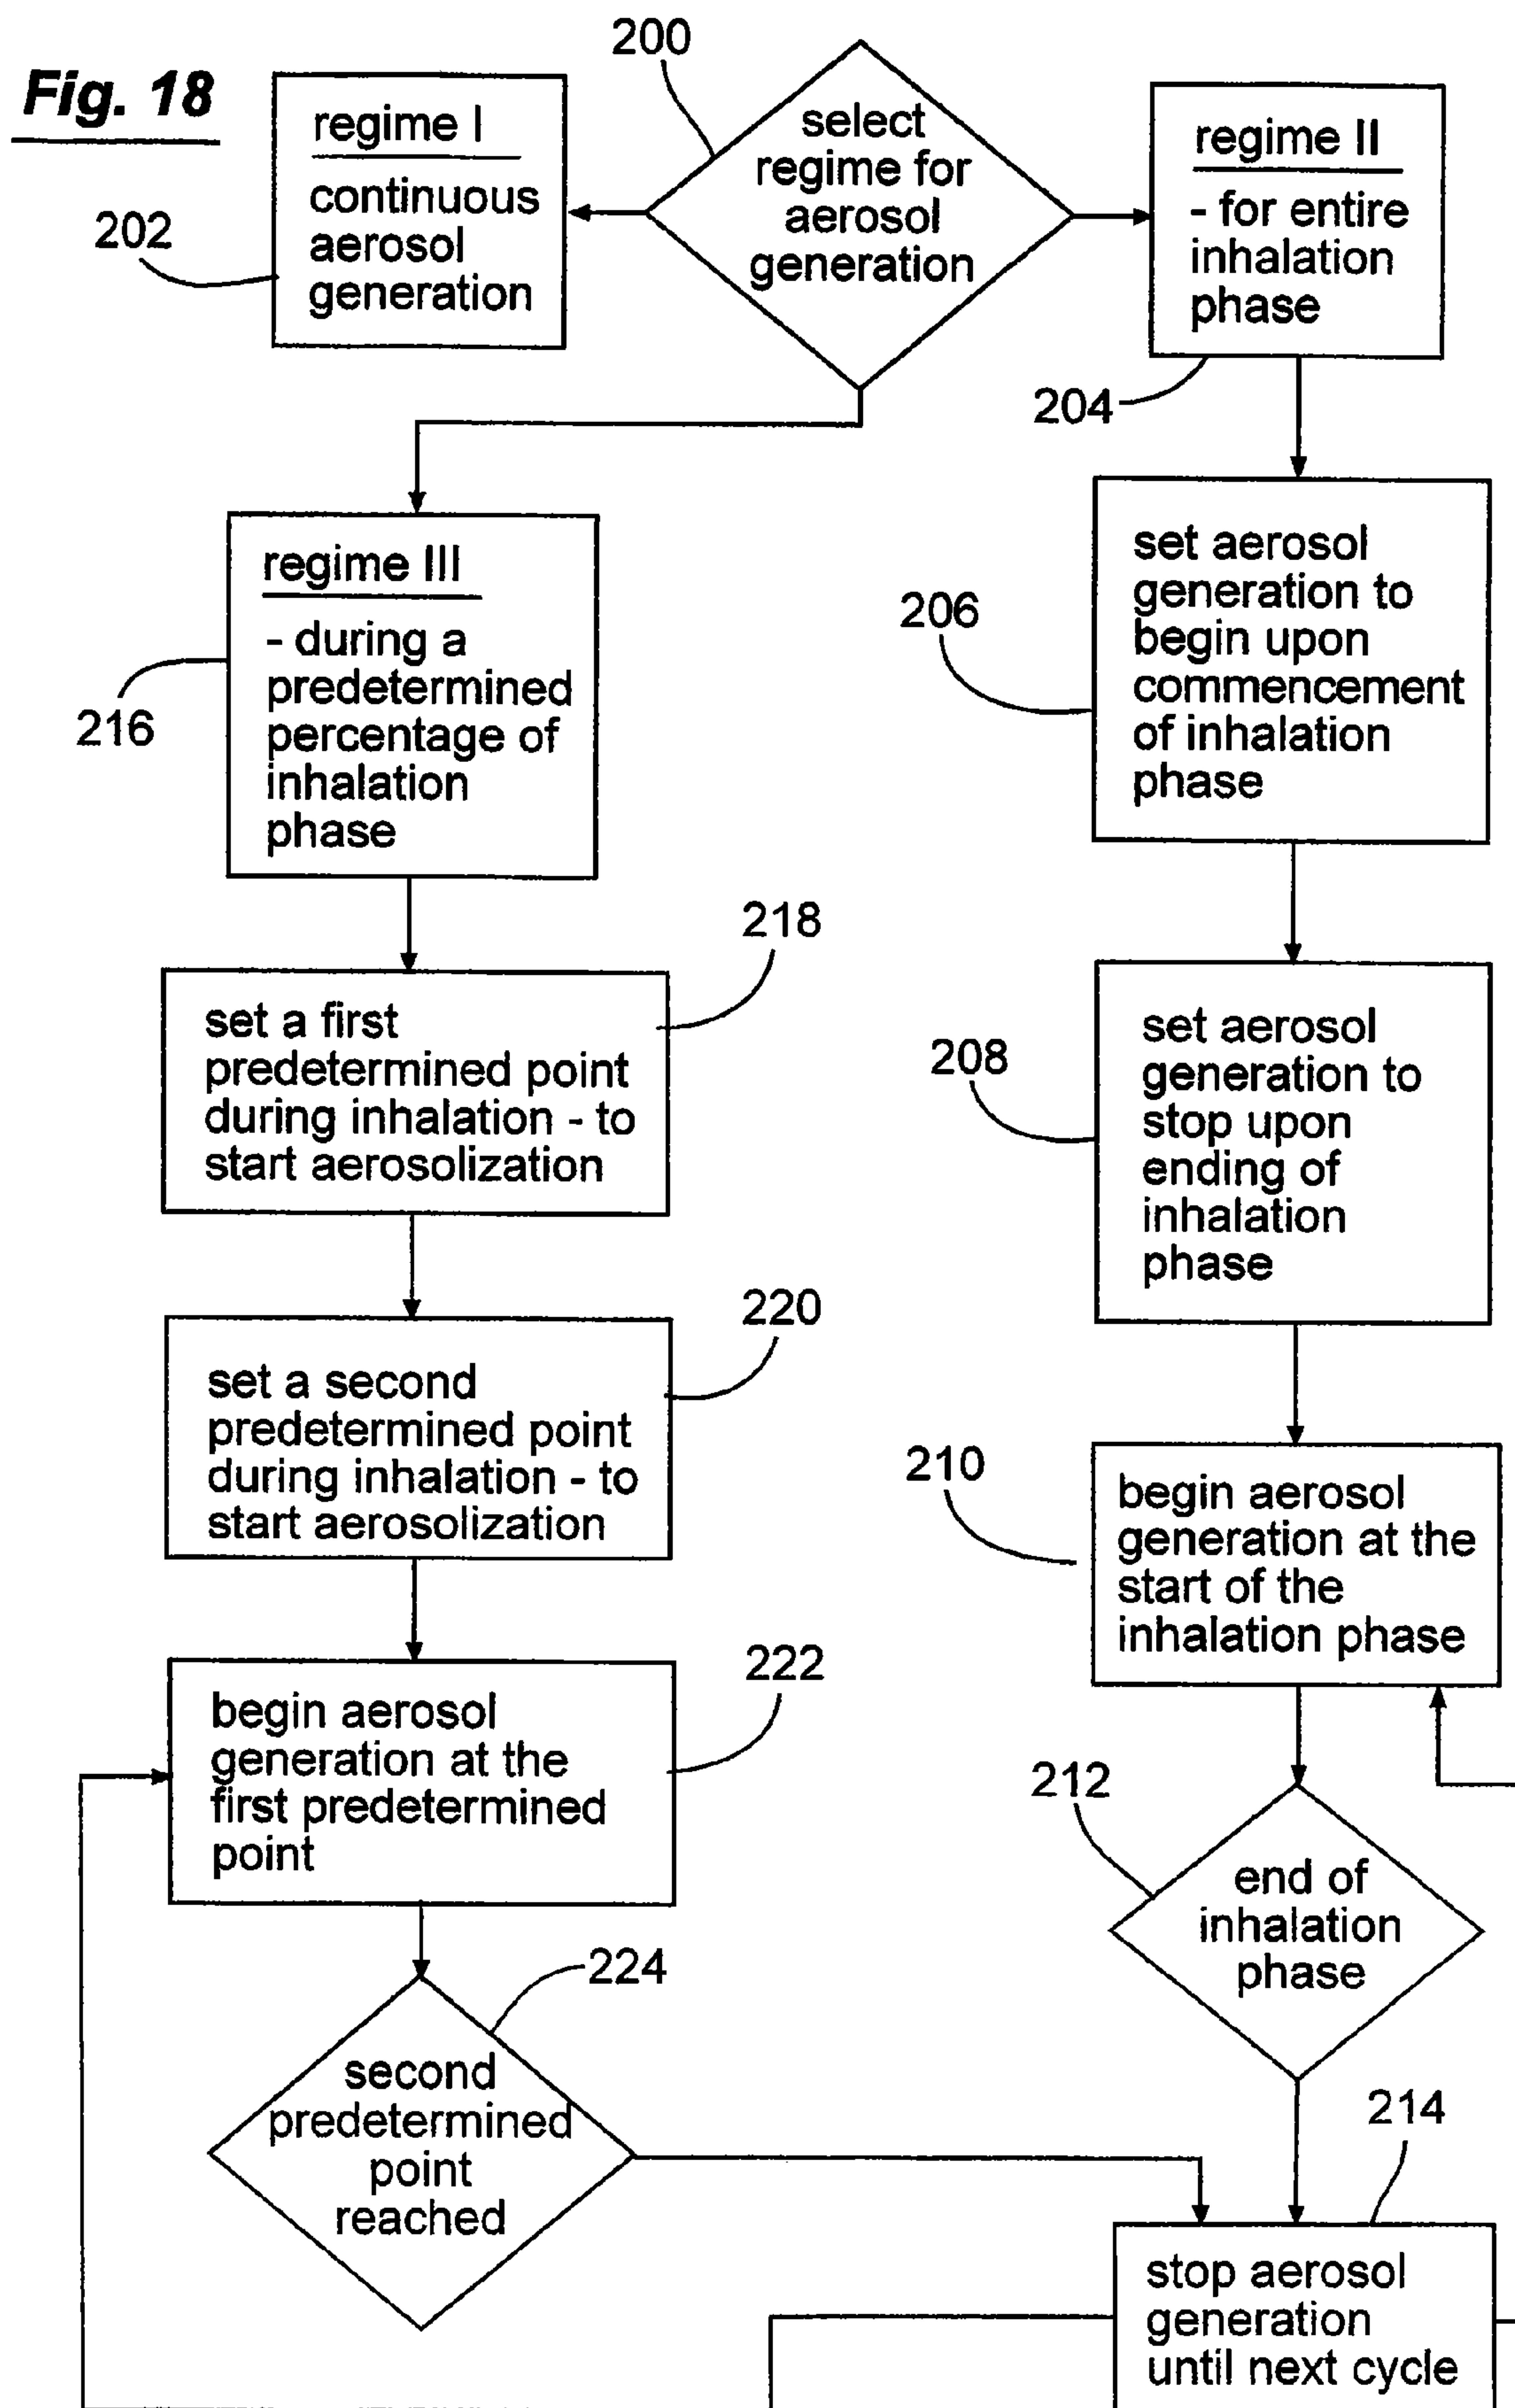 Fig. 18
200
select
regime for
aerosol
generation
regime I
continuous
aerosol
generation
202
regime II
- for entire
inhalation
phase
204
set aerosol
generation to
begin upon
commencement
of inhalation
phase
206
set aerosol
generation to
stop upon
ending of
inhalation
phase
208
begin aerosol
generation at the
start of the
inhalation phase
210
end of
inhalation
phase
212
stop aerosol
generation
until next cycle
214
regime III
- during a
predetermined
percentage of
inhalation
phase
216
set a first
predetermined point
during inhalation - to
start aerosolization
218
set a second
predetermined point
during inhalation - to
start aerosolization
220
begin aerosol
generation at the
first predetermined
point
222
second
predetermined
point
reached
224